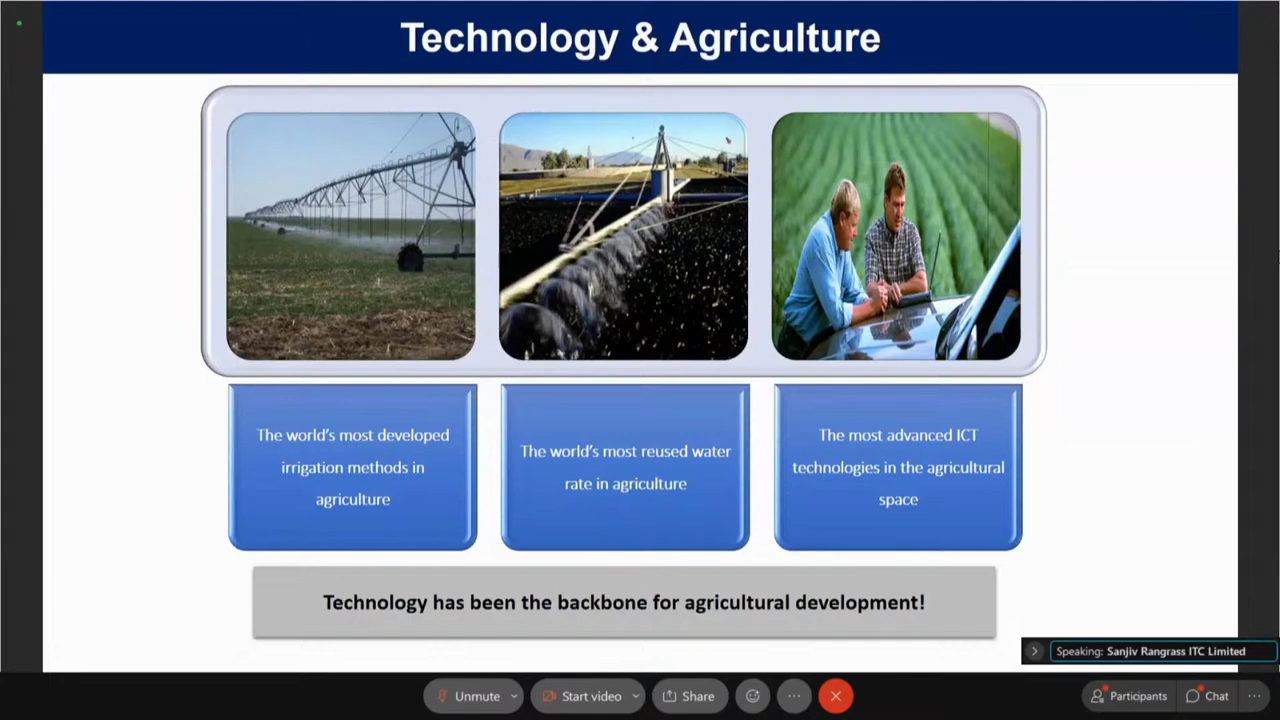 Technology & Agriculture
The world's most developed
irrigation methods in
agriculture
The world's most reused water
rate in agriculture
The most advanced ICT
technologies in the agricultural
space
Technology has been the backbone for agricultural development!
Speaking: Sanjiv Rangrass ITC Limited
Unmute
Start video
Share
Participants
Chat